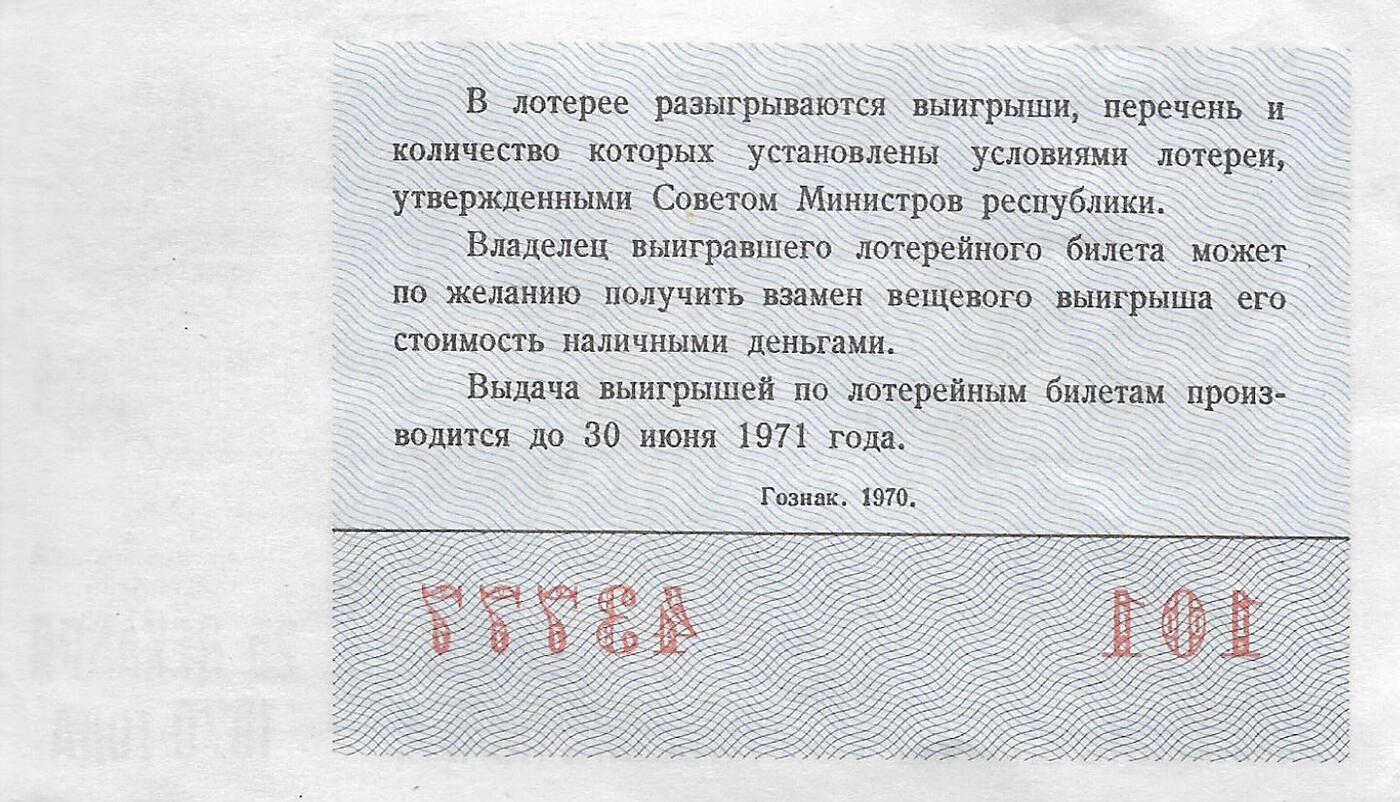 В лотерее разыгрываются выигрыши, перечень и
количество которых установлены условиями лотереи,
утвержденными Советом Министров республики.
Владелец выигравшего лотерейного билета может
по желанию получить взамен вещевого выигрыша его
стоимость наличными деньгами.
Выдача выигрышей по лотерейным билетам произ-
водится до 30 июня 1971 года.
Гознак. 1970.
43777 101